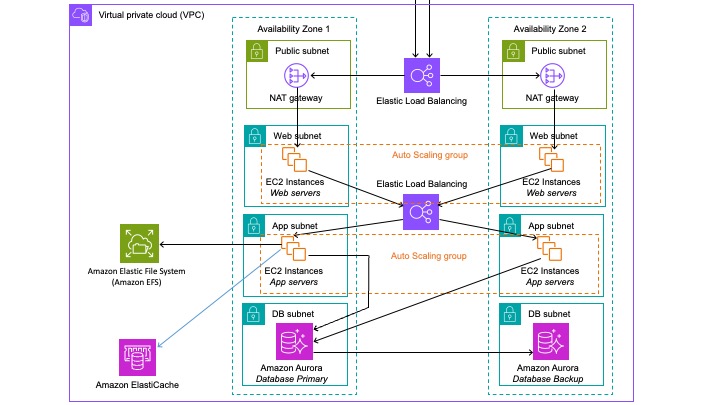 Virtual private cloud (VPC)
Availability Zone 1
Availability Zone 2
Public subnet
Public subnet
NAT gateway
Elastic Load Balancing
NAT gateway
Web subnet
Web subnet
Auto Scaling group
EC2 Instances
Web servers
Elastic Load Balancing
EC2 Instances
Web servers
App subnet
App subnet
Auto Scaling group
EC2 Instances
App servers
EC2 Instances
App servers
Amazon Elastic File System
(Amazon EFS)
DB subnet
DB subnet
Amazon Aurora
Database Primary
Amazon Aurora
Database Backup
Amazon ElastiCache